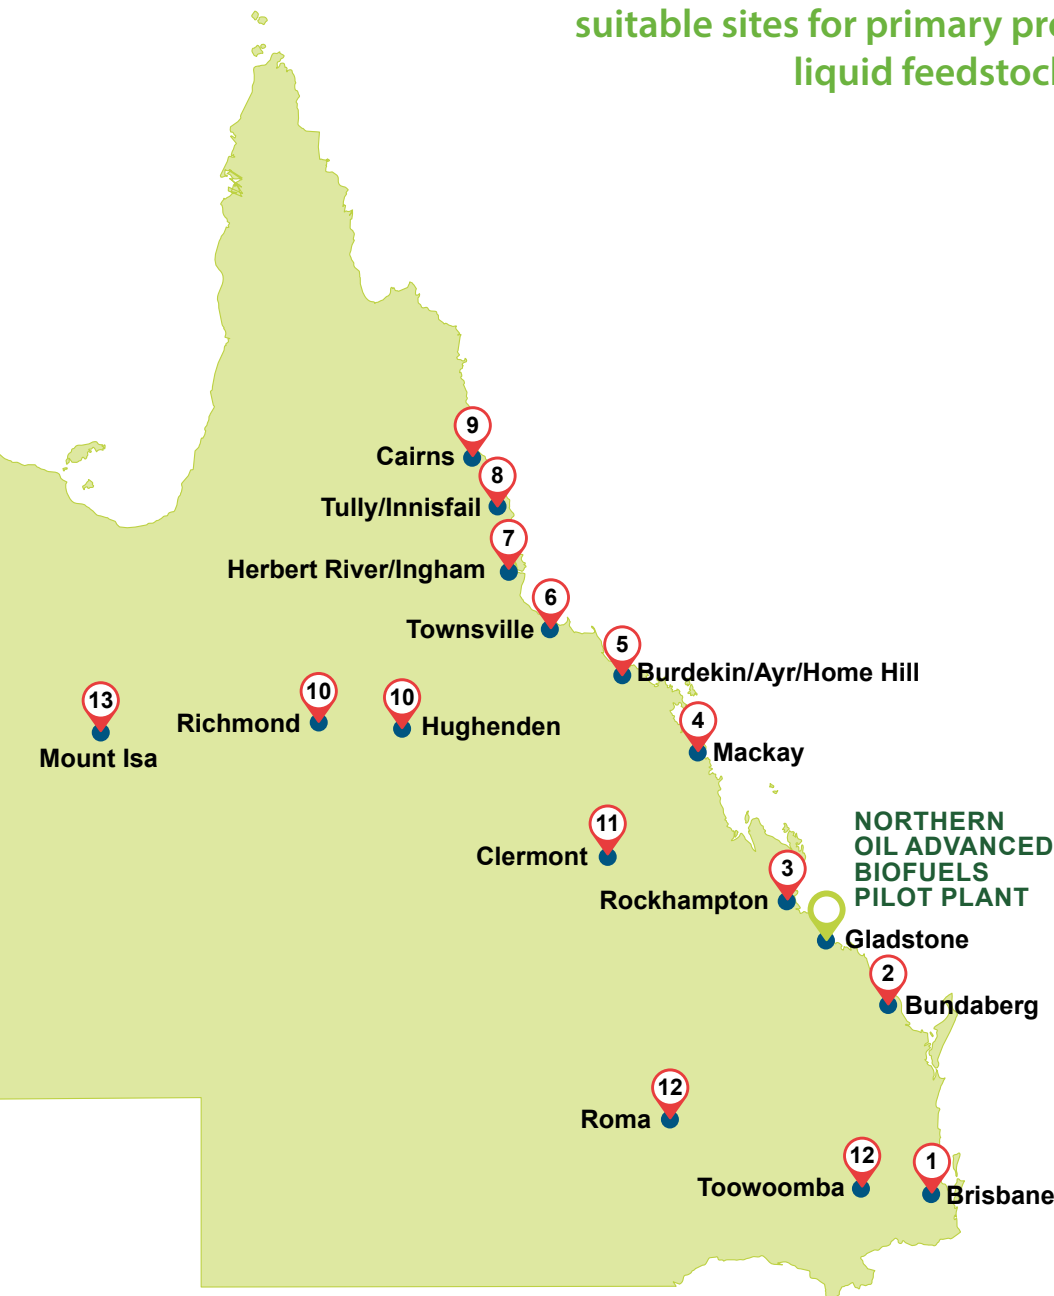 suitable sites for primary
liquid
9
Cairns
8
Tully/Innisfail
7
Herbert River/Ingham
6
Townsville
5
Burdekin/Ayr/Home Hill
13
Mount Isa
10
Richmond
10
Hughenden
4
Mackay
11
Clermont
NORTHERN
OIL ADVANCED
BIOFUELS
PILOT PLANT
3
Rockhampton
Gladstone
2
Bundaberg
12
Roma
12
Toowoomba
1
Brisbane